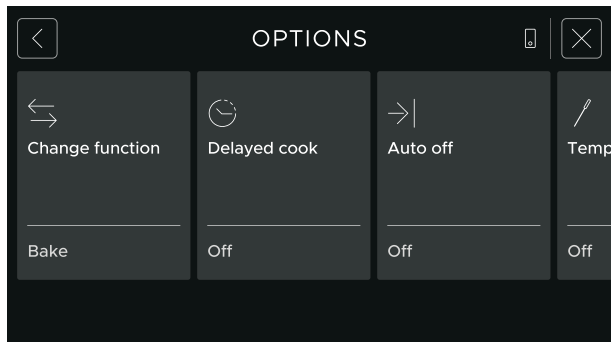 OPTIONS
Change function
Delayed cook
Auto off
Temp
Bake
Off
Off
Off